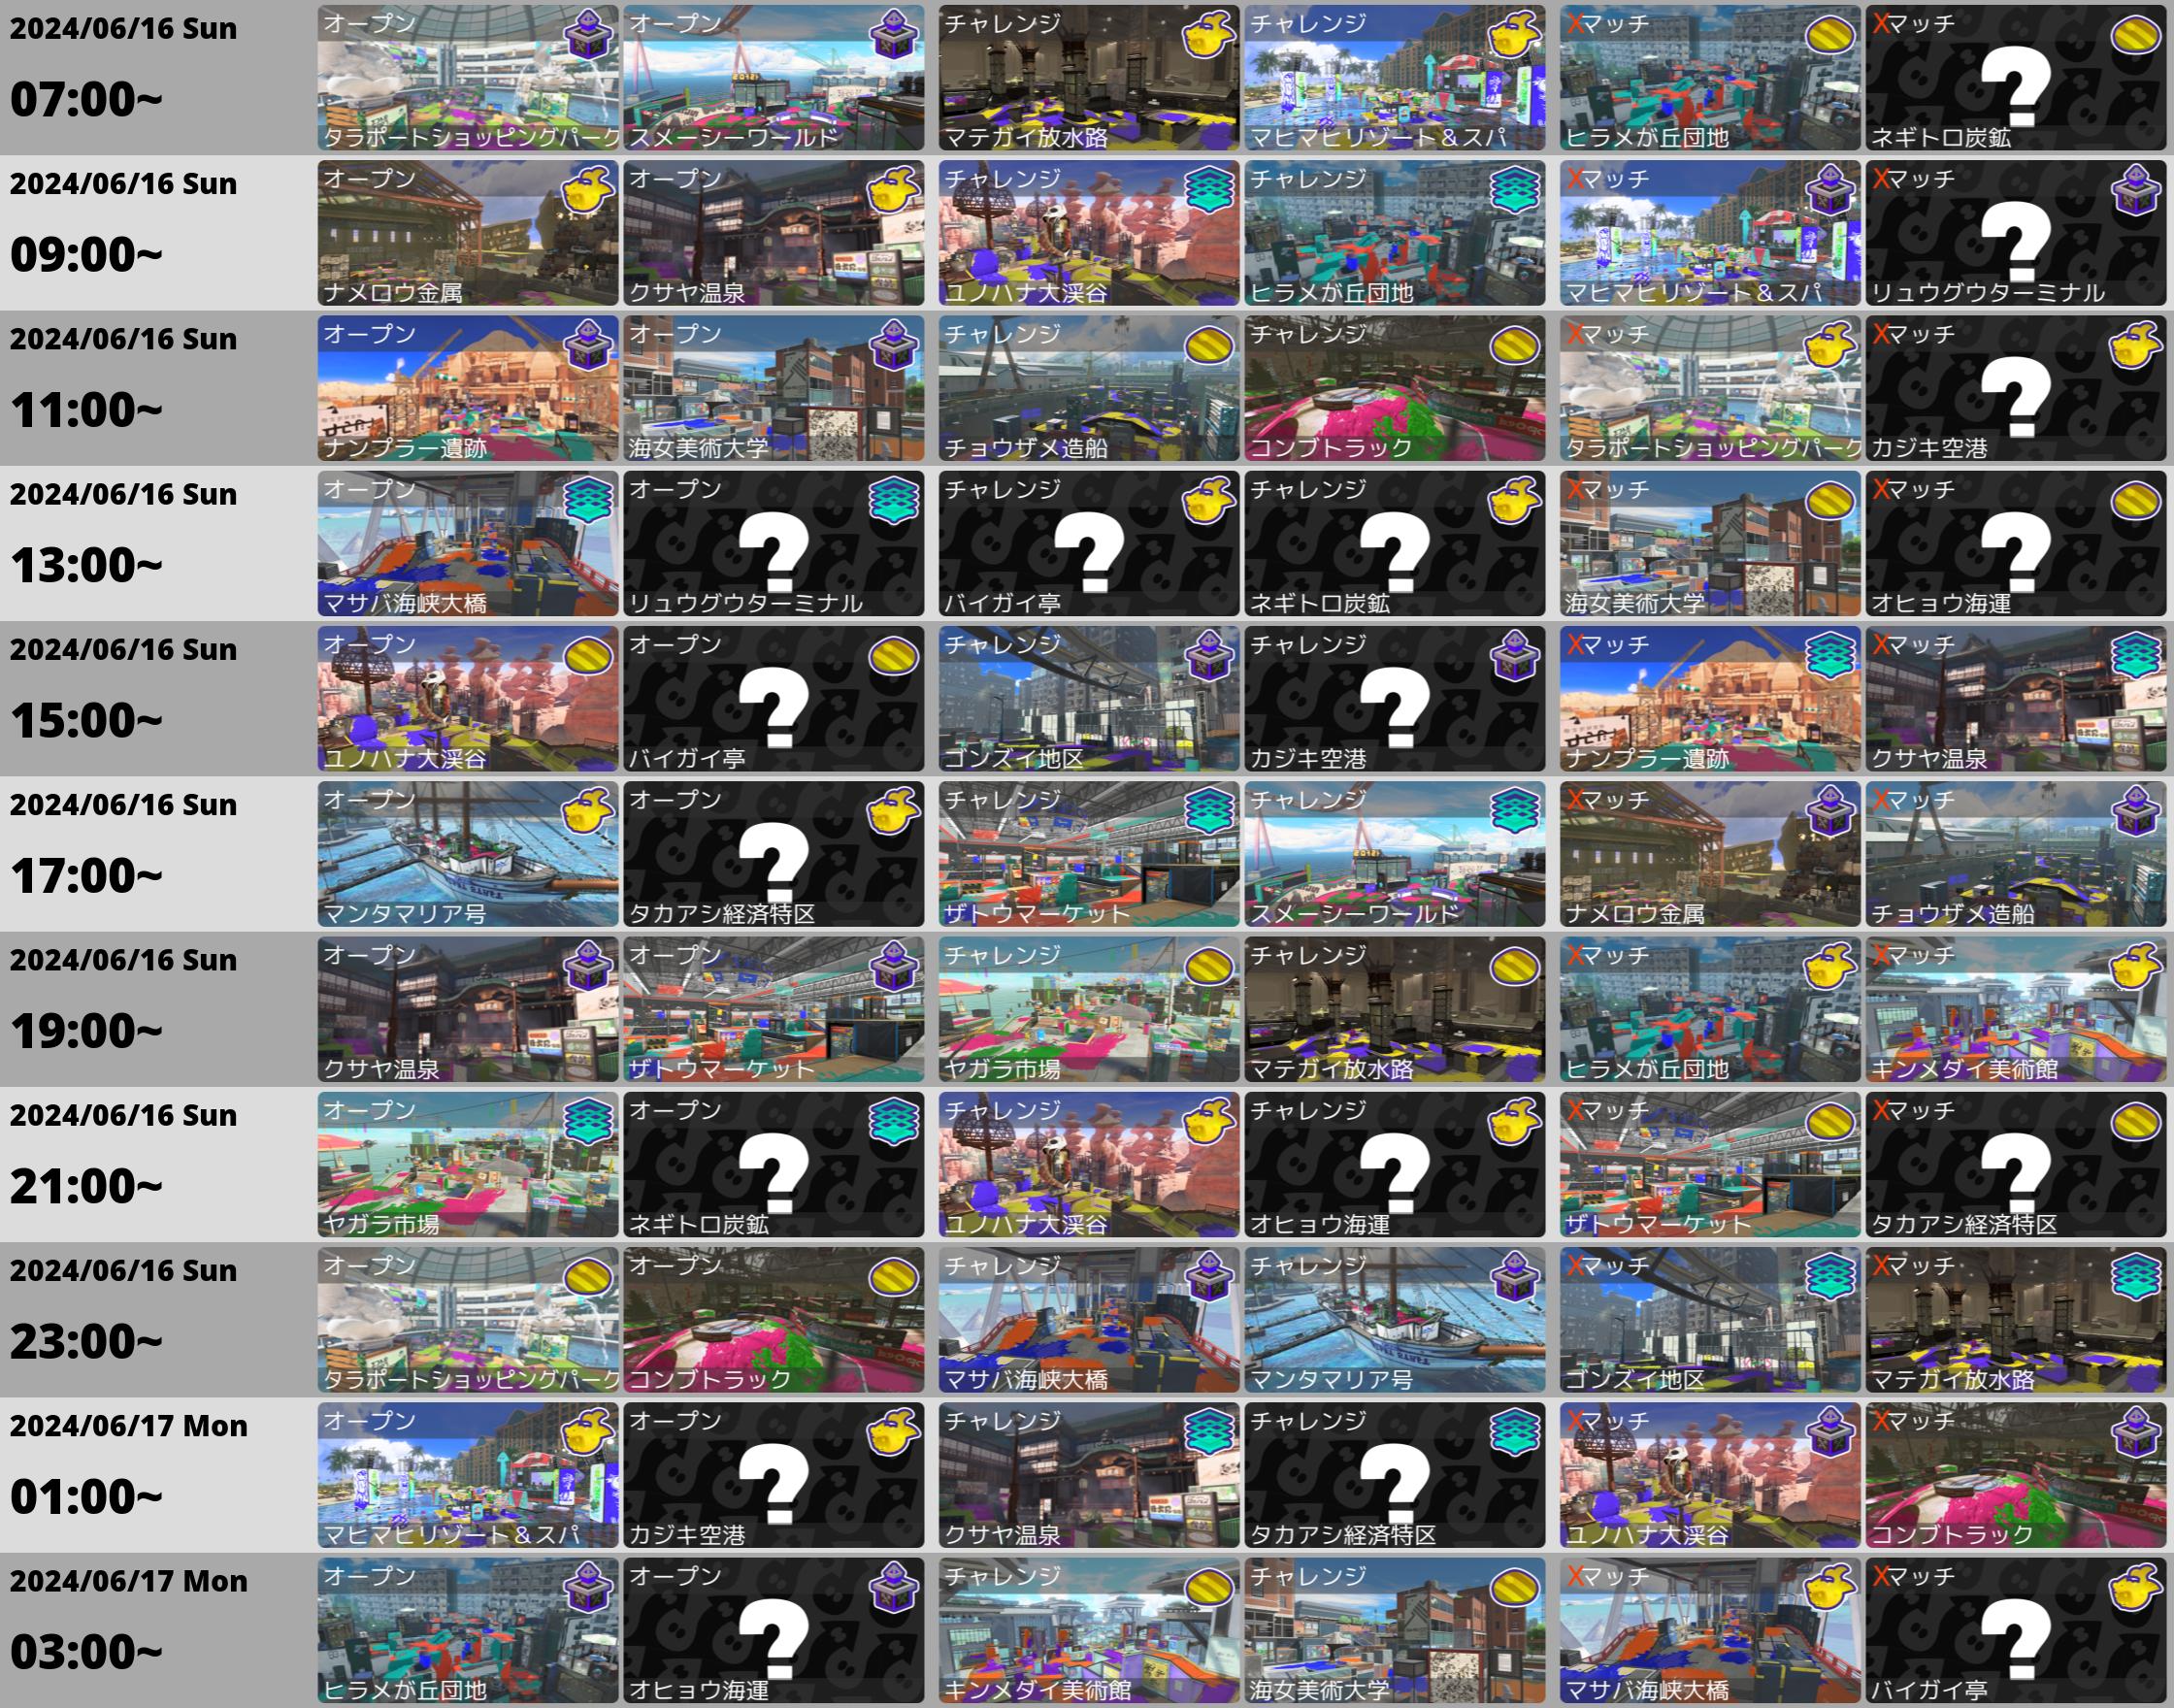 2024/06/16 Sun
07:00~
オープン
タラポートショッピングパーク
オープン
スメーシーワールド
チャレンジ
マテガイ放水路
チャレンジ
マヒマヒリゾート＆スパ
Xマッチ
ヒラメが丘団地
Xマッチ
?
ネギトロ炭鉱
2024/06/16 Sun
09:00~
オープン
ナメロウ金属
オープン
クサヤ温泉
チャレンジ
ユノハナ大渓谷
チャレンジ
ヒラメが丘団地
Xマッチ
マヒマヒリゾート＆スパ
Xマッチ
?
リュウグウターミナル
2024/06/16 Sun
11:00~
オープン
ナンプラー遺跡
オープン
海女美術大学
チャレンジ
チョウザメ造船
チャレンジ
コンブトラック
Xマッチ
タラポートショッピングパーク
Xマッチ
?
カジキ空港
2024/06/16 Sun
13:00~
オープン
マサバ海峡大橋
オープン
?
リュウグウターミナル
チャレンジ
?
バイガイ亭
チャレンジ
?
ネギトロ炭鉱
Xマッチ
海女美術大学
Xマッチ
?
オヒョウ海運
2024/06/16 Sun
15:00~
オープン
ユノハナ大渓谷
オープン
?
バイガイ亭
チャレンジ
ゴンズイ地区
チャレンジ
?
カジキ空港
Xマッチ
ナンプラー遺跡
Xマッチ
クサヤ温泉
2024/06/16 Sun
17:00~
オープン
マンタマリア号
オープン
?
タカアシ経済特区
チャレンジ
ザトウマーケット
チャレンジ
スメーシーワールド
Xマッチ
ナメロウ金属
Xマッチ
チョウザメ造船
2024/06/16 Sun
19:00~
オープン
クサヤ温泉
オープン
ザトウマーケット
チャレンジ
ヤガラ市場
チャレンジ
マテガイ放水路
Xマッチ
ヒラメが丘団地
Xマッチ
キンメダイ美術館
2024/06/16 Sun
21:00~
オープン
ヤガラ市場
オープン
?
ネギトロ炭鉱
チャレンジ
ユノハナ大渓谷
チャレンジ
?
オヒョウ海運
Xマッチ
ザトウマーケット
Xマッチ
?
タカアシ経済特区
2024/06/16 Sun
23:00~
オープン
タラポートショッピングパーク
オープン
コンブトラック
チャレンジ
マサバ海峡大橋
チャレンジ
マンタマリア号
Xマッチ
ゴンズイ地区
Xマッチ
マテガイ放水路
2024/06/17 Mon
01:00~
オープン
マヒマヒリゾート＆スパ
オープン
?
カジキ空港
チャレンジ
クサヤ温泉
チャレンジ
?
タカアシ経済特区
Xマッチ
ユノハナ大渓谷
Xマッチ
コンブトラック
2024/06/17 Mon
03:00~
オープン
ヒラメが丘団地
オープン
?
オヒョウ海運
チャレンジ
キンメダイ美術館
チャレンジ
海女美術大学
Xマッチ
マサバ海峡大橋
Xマッチ
?
バイガイ亭